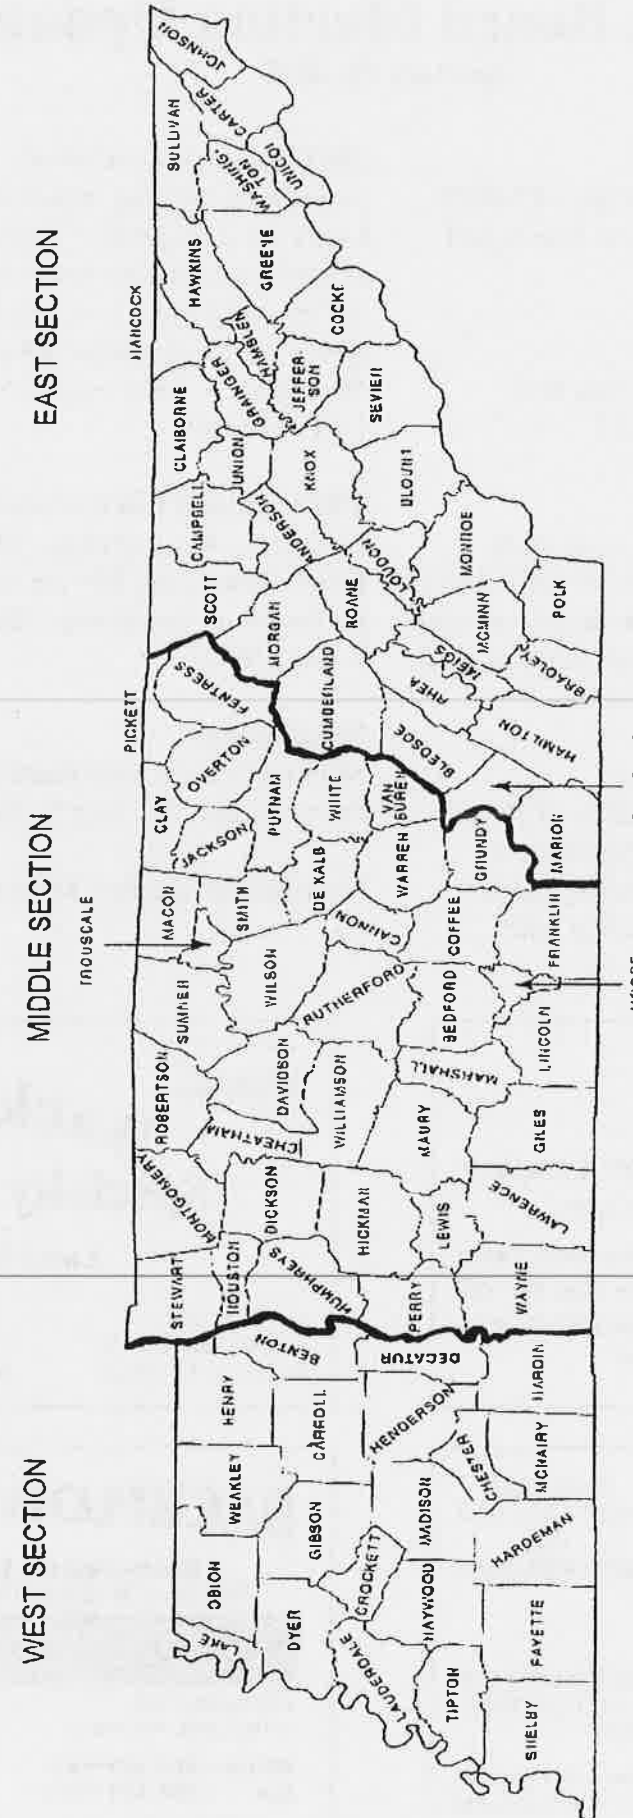 WEST SECTION
MIDDLE SECTION
EAST SECTION
LAKE
OBION
WEAKLEY
HENRY
DYER
GIBSON
CARROLL
BENTON
LAUDERDALE
CROCKETT
HAYWOOD
MADISON
HENDERSON
DECATUR
TIPTON
CHESTER
SHELBY
FAYETTE
HARDEMAN
MCNAIRY
HARDIN
STEWART
MONTGOMERY
ROBERTSON
SUMNER
TROUSCALE
MACON
CLAY
PICKETT
HOUSTON
HUMPHREYS
DICKSON
CHEATHAM
DAVIDSON
WILSON
SMITH
JACKSON
OVERTON
FENTRESS
PUTNAM
PERRY
HICKMAN
WILLIAMSON
RUTHERFORD
CANNON
DE KALB
WHITE
LEWIS
MAURY
MARSHALL
BEDFORD
COFFEE
WARREN
VAN
BUREN
WAYNE
LAWRENCE
GILES
LINCOLN
FRANKLIN
GRUNDY
SCOTT
CAMPBELL
CLAIBORNE
HANCOCK
HAWKINS
SULLIVAN
JOHNSON
CARTER
MORGAN
ANDERSON
UNION
GRAINGER
HAMBLEN
GREENE
WASHING.
TON
UNICOI
CUMBERLAND
ROANE
KNOX
JEFFER-
SON
COCKE
BLEDSOE
RHEA
MEIGS
LOUDON
BLOUNT
SEVIER
MCMINN
MONROE
MARION
HAMILTON
BRADLEY
POLK